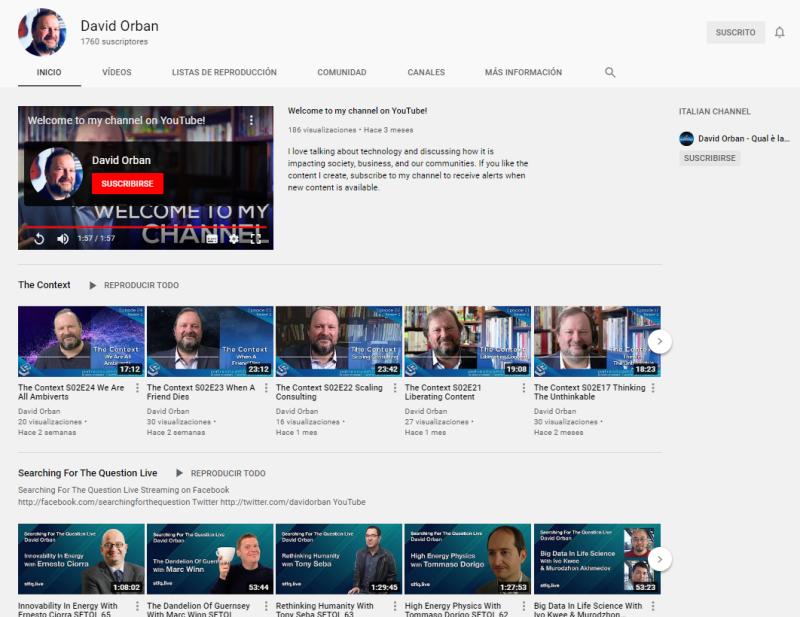 David Orban
1760 suscriptores
SUSCRITO
INICIO
VÍDEOS
LISTAS DE REPRODUCCIÓN
COMUNIDAD
CANALES
MÁS INFORMACIÓN
Welcome to my channel on YouTube!
David Orban
SUSCRIBIRSE
WELCOME TO MY
CHANNEL
1:57 / 1:57
Welcome to my channel on YouTube!
186 visualizaciones • Hace 3 meses
I love talking about technology and discussing how it is
impacting society, business, and our communities. If you like the
content I create, subscribe to my channel to receive alerts when
new content is available.
ITALIAN CHANNEL
David Orban - Qual è la...
SUSCRIBIRSE
The Context
REPRODUCIR TODO
The Context
We Are All
Ambiverts
17:12
The Context
When A
Friend Dies
23:12
The Context
Scaling Consulting
23:42
The Context
Liberating Content
19:08
The Context
18:23
The Context S02E24 We Are
All Ambiverts
David Orban
20 visualizaciones •
Hace 2 semanas
The Context S02E23 When A
Friend Dies
David Orban
30 visualizaciones •
Hace 2 semanas
The Context S02E22 Scaling
Consulting
David Orban
16 visualizaciones •
Hace 1 mes
The Context S02E21
Liberating Content
David Orban
27 visualizaciones •
Hace 1 mes
The Context S02E17 Thinking
The Unthinkable
David Orban
30 visualizaciones •
Hace 2 meses
Searching For The Question Live
REPRODUCIR TODO
Searching For The Question Live Streaming on Facebook
http://facebook.com/searchingforthequestion Twitter http://twitter.com/davidorban YouTube
Searching For The Question Live
David Orban
Innovability In Energy
with Ernesto Ciorra
sftq.live
1:08:02
Searching For The Question Live
David Orban
The Dandelion Of Guernsey
with Marc Winn
sftq.live
53:44
Searching For The Question Live
David Orban
Rethinking Humanity
with Tony Seba
sftq.live
1:29:45
Searching For The Question Live
David Orban
High Energy Physics
with Tommaso Dorigo
sftq.live
1:27:53
Searching For The Question Live
David Orban
Big Data In Life Science
with Ivo Kwee
& Murodzhon Akhmedov
sftq.live
53:23
Innovability In Energy With
Ernesto Ciorra SFTQL 65
The Dandelion Of Guernsey
With Marc Winn SFTQL
Rethinking Humanity With
Tony Seba SFTQL 63
High Energy Physics With
Tommaso Dorigo SFTQL 62
Big Data In Life Science With
Ivo Kwee & Murodzhon...